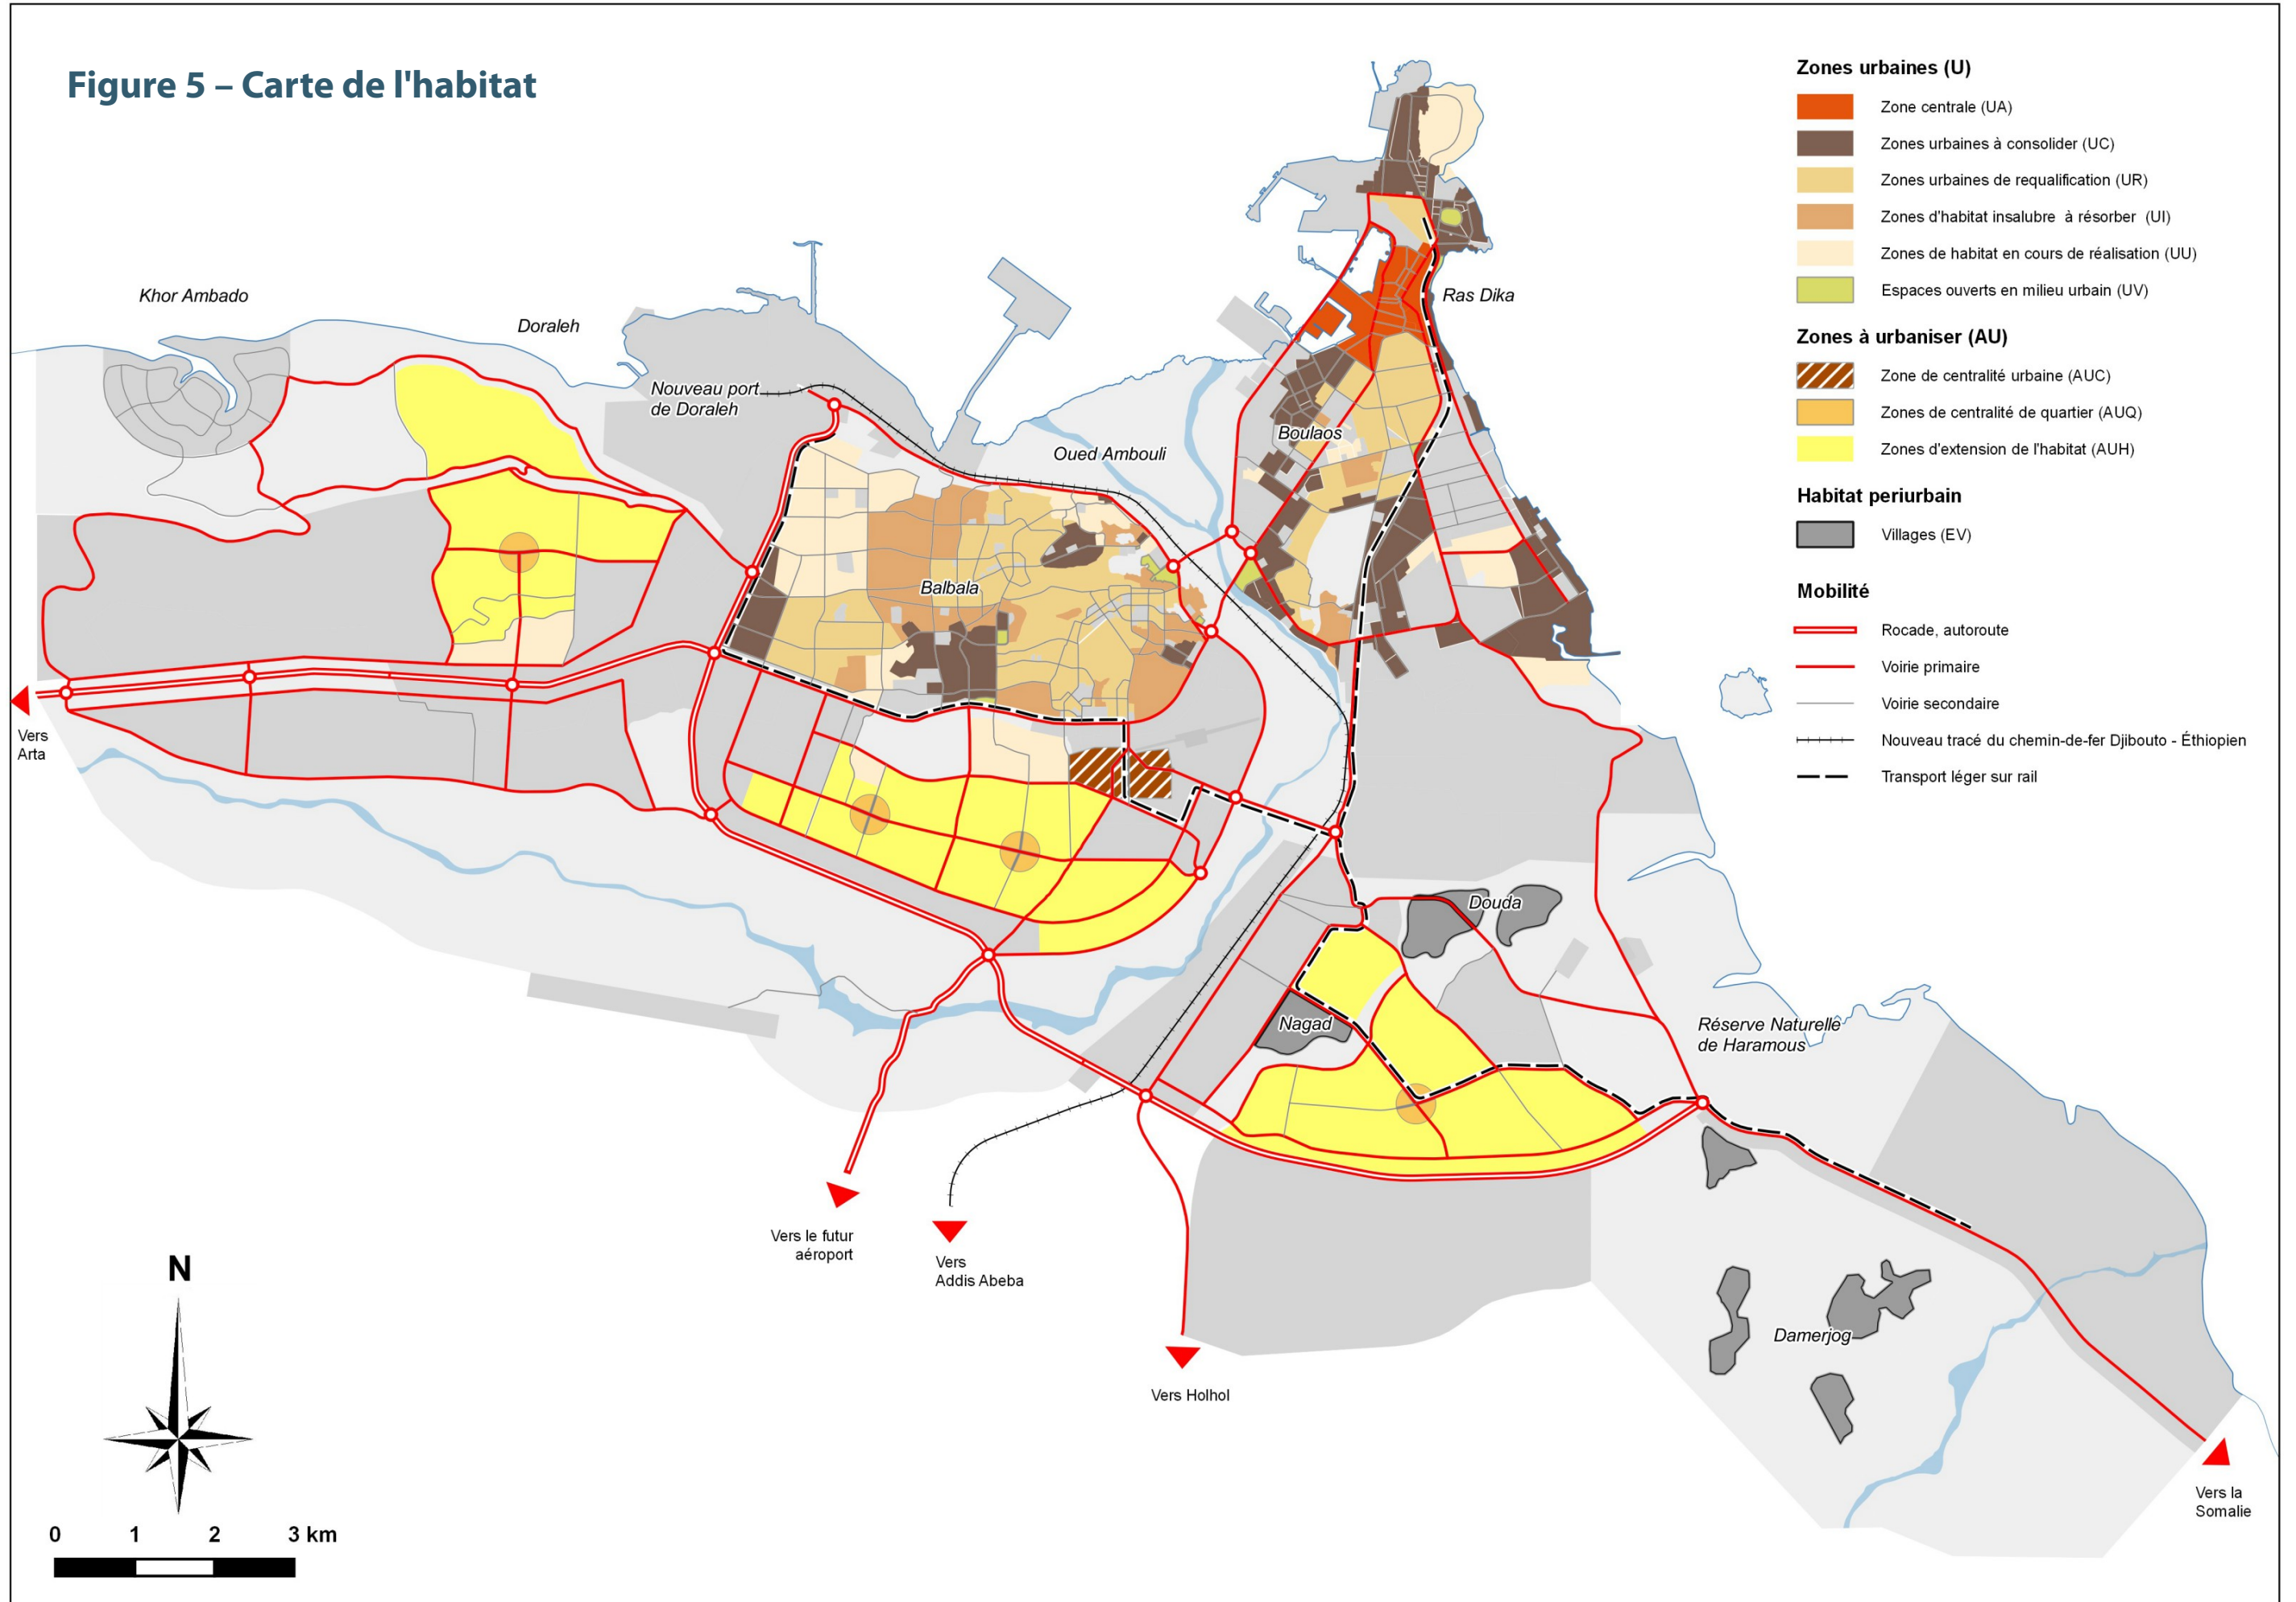 Figure 5 – Carte de l'habitat
Zones urbaines (U)
Zone centrale (UA)
Zones urbaines à consolider (UC)
Zones urbaines de requalification (UR)
Zones d'habitat insalubre à résorber (UI)
Zones de habitat en cours de réalisation (UU)
Espaces ouverts en milieu urbain (UV)
Zones à urbaniser (AU)
Zone de centralité urbaine (AUC)
Zones de centralité de quartier (AUQ)
Zones d'extension de l'habitat (AUH)
Habitat periurbain
Villages (EV)
Mobilité
Rocade, autoroute
Voirie primaire
Voirie secondaire
Nouveau tracé du chemin-de-fer Djibouto - Éthiopien
Transport léger sur rail
Khor Ambado
Doraleh
Ras Dika
Nouveau port
de Doraleh
Boulaos
Oued Ambouli
Balbala
Vers
Arta
Douda
Nagad
Réserve Naturelle
de Haramous
Vers le futur
aéroport
Vers
Addis Abeba
Vers Holhol
Damerjog
Vers la
Somalie
N
0 1 2 3 km